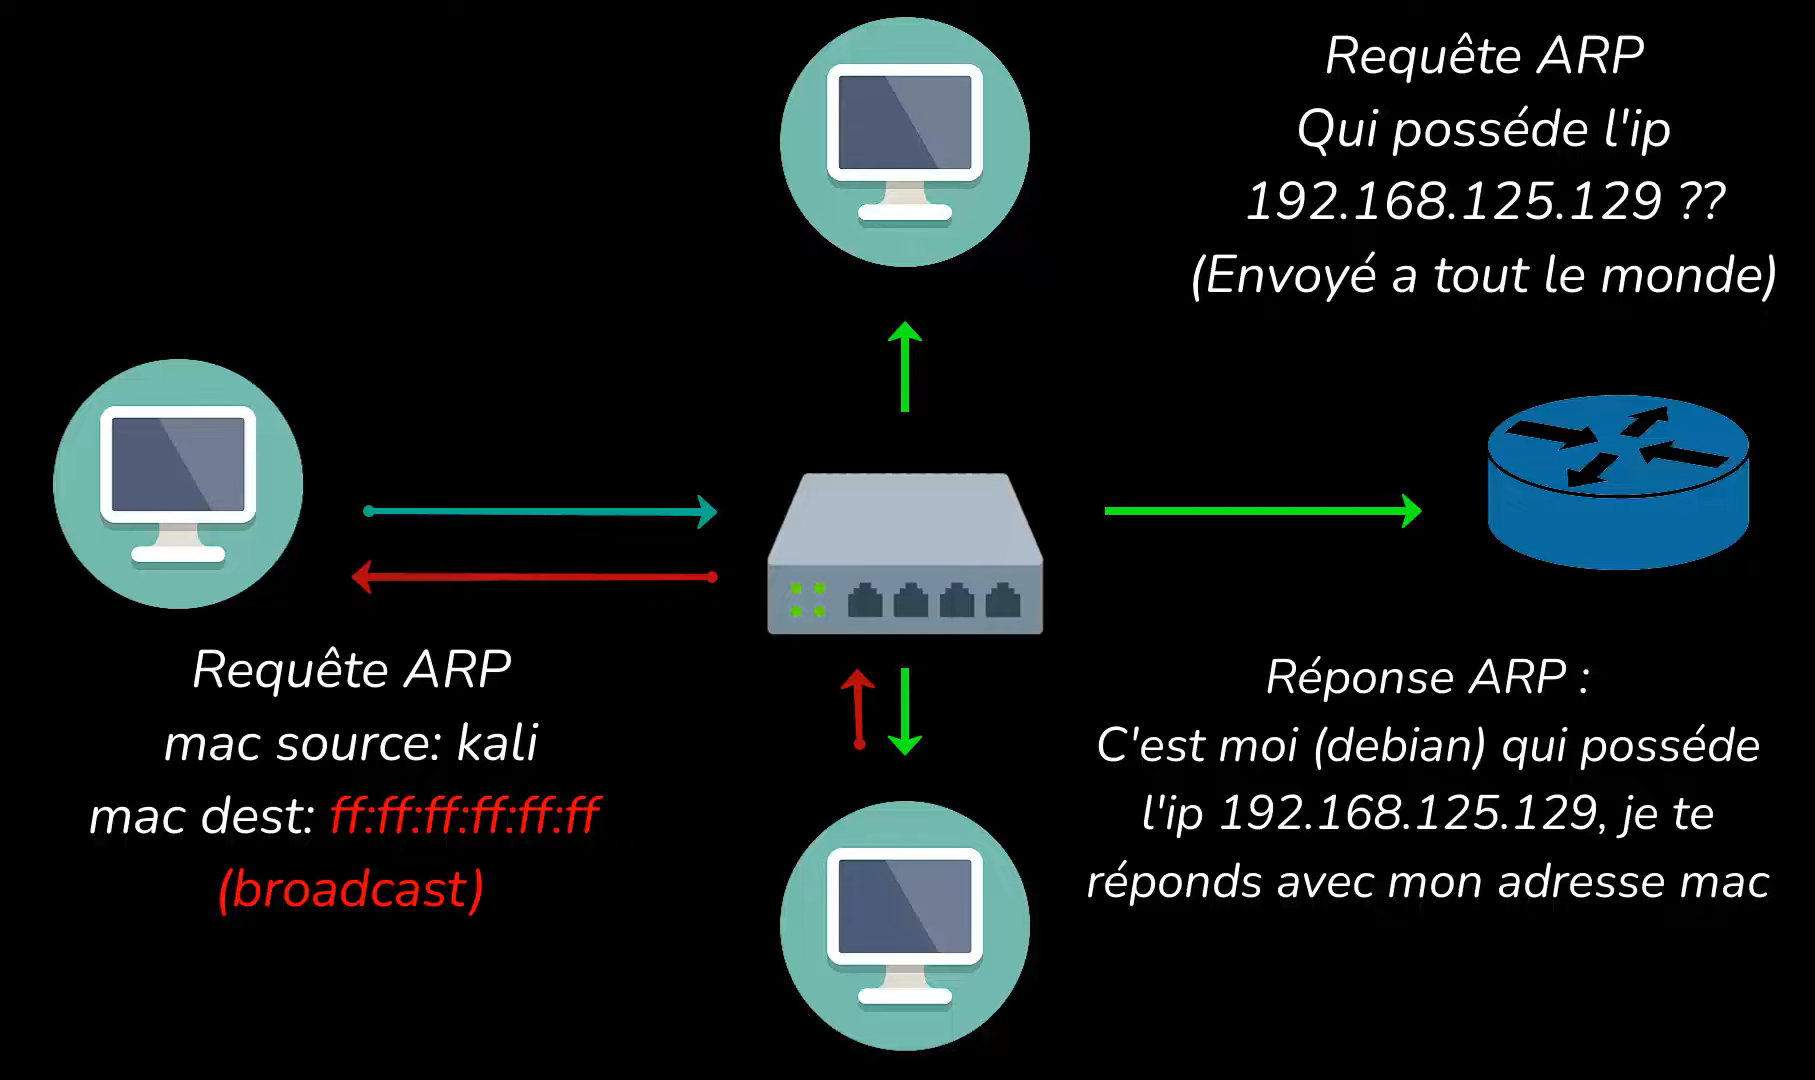 Requête ARP
Qui posséde l'ip
192.168.125.129 ??
(Envoyé a tout le monde)
Requête ARP
mac source: kali
mac dest: ff:ff:ff:ff:ff:ff
(broadcast)
Réponse ARP :
C'est moi (debian) qui posséde
l'ip 192.168.125.129, je te
réponds avec mon adresse mac